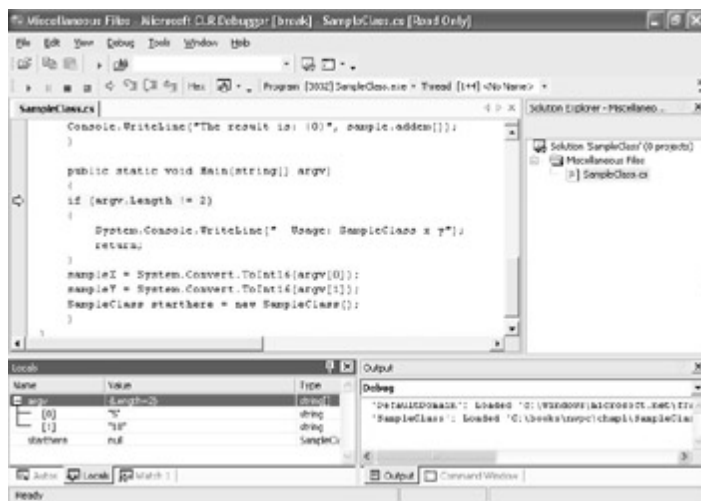 Miscellaneous Files - Microsoft CLR Debugger [break] - SampleClass.cs [Read Only]
File Edit View Debug Tools Window Help
Hex Program [3032] SampleClass.exe Thread [144] <No Name>
SampleClass.cs
Console.WriteLine("The result is: {0}", sample.addem());
}
public static void Main(string[] argv)
{
if (argv.Length != 2)
{
System.Console.WriteLine(" Usage: SampleClass x y");
return;
}
sampleX = System.Convert.ToInt16(argv[0]);
sampleY = System.Convert.ToInt16(argv[1]);
SampleClass starthere = new SampleClass();
}
}
Solution Explorer - Miscellaneo...
Solution 'SampleClass' (0 projects)
Miscellaneous Files
SampleClass.cs
Locals
Name Value Type
argv {Length=2} string[]
[0] "5" string
[1] "10" string
starthere null SampleCl
Autos Locals Watch 1
Output
Debug
'DefaultDomain': Loaded 'c:\windows\microsoft.net\fra
'SampleClass': Loaded 'C:\books\nwpc\chap1\SampleClas
Output Command Window
Ready